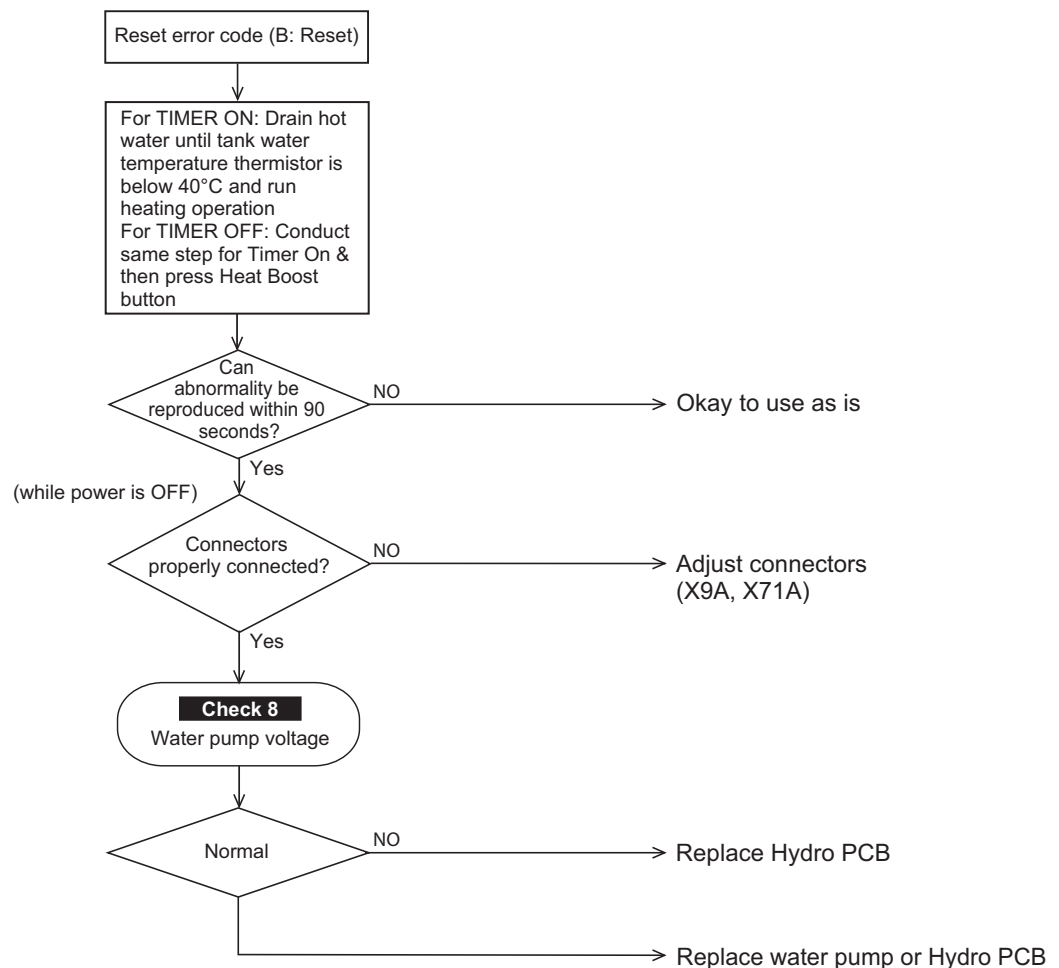 Reset error code (B: Reset)
For TIMER ON: Drain hot
water until tank water
temperature thermistor is
below 40°C and run
heating operation
For TIMER OFF: Conduct
same step for Timer On &
then press Heat Boost
button
Can
abnormality be
reproduced within 90
seconds?
NO
Okay to use as is
Yes
(while power is OFF)
Connectors
properly connected?
NO
Adjust connectors
(X9A, X71A)
Yes
Check 8
Water pump voltage
Normal
NO
Replace Hydro PCB
Replace water pump or Hydro PCB